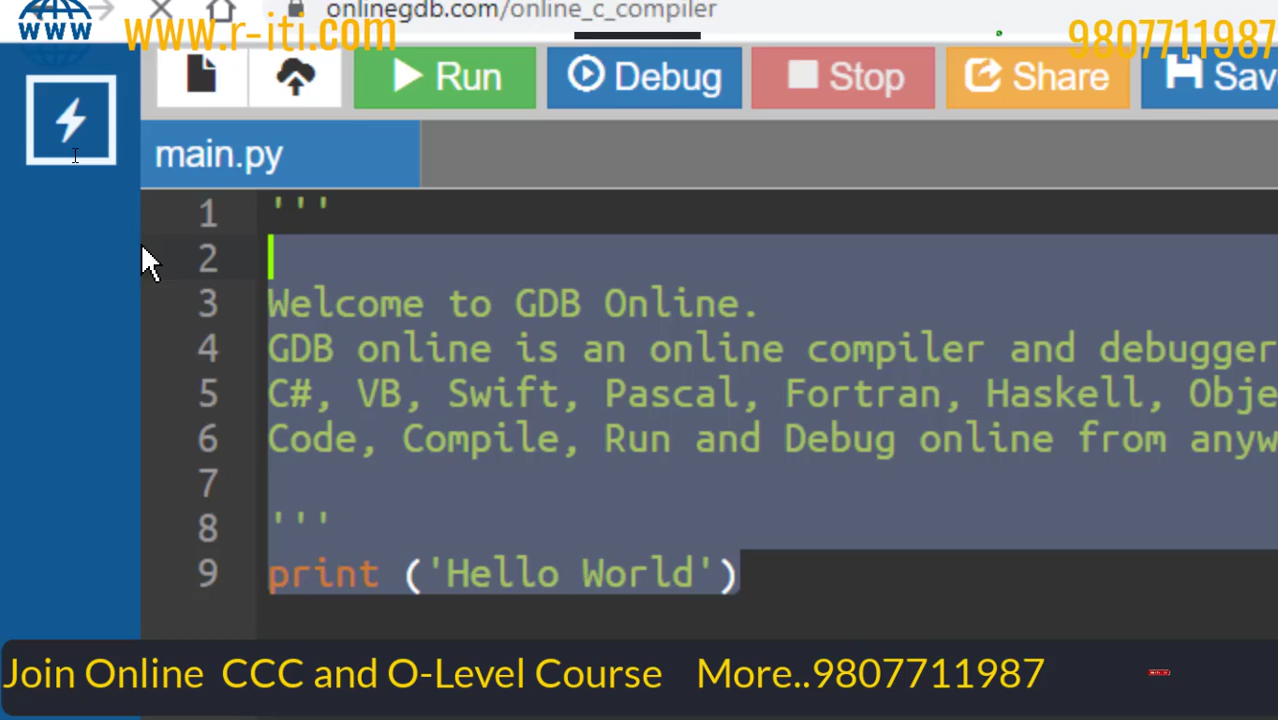 onlinegdb.com/online_c_compiler
www
www.r-iti.com
9807711987
Run Debug Stop Share Sav
main.py
1 '''
2
3 Welcome to GDB Online.
4 GDB online is an online compiler and debugger
5 C#, VB, Swift, Pascal, Fortran, Haskell, Obje
6 Code, Compile, Run and Debug online from anyw
7
8 '''
9 print ('Hello World')
Join Online CCC and O-Level Course More..9807711987